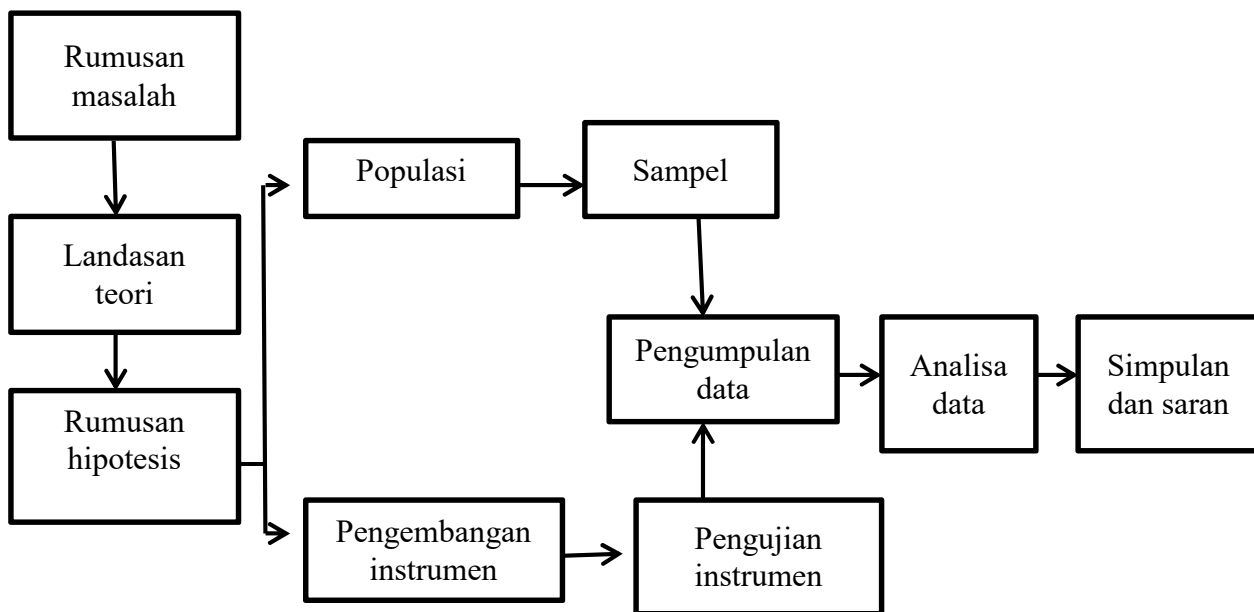 Rumusan
masalah
Landasan
teori
Rumusan
hipotesis
Populasi
Sampel
Pengembangan
instrumen
Pengujian
instrumen
Pengumpulan
data
Analisa
data
Simpulan
dan saran